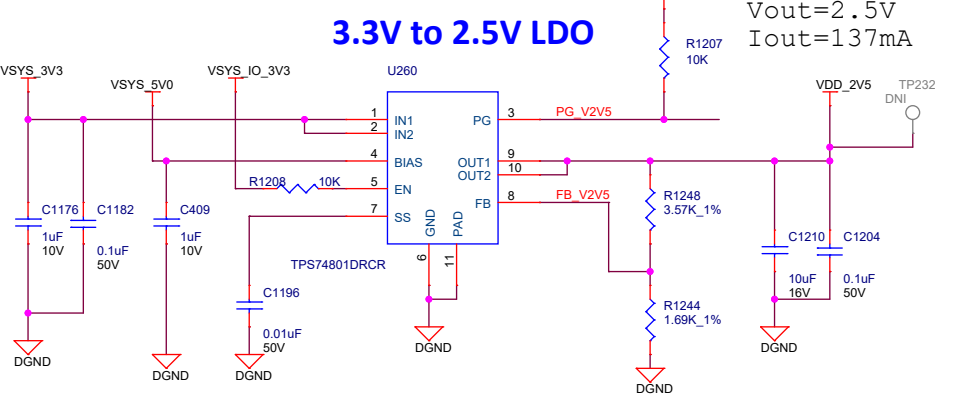 3.3V to 2.5V LDO
Vout=2.5V
Iout=137mA
R1207
10K
VSYS_3V3
VSYS_5V0
VSYS_IO_3V3
U260
VDD_2V5
TP232
DNI
1
IN1
2
IN2
4
BIAS
5
EN
7
SS
PG
3
PG_V2V5
OUT1
9
OUT2
10
FB
8
FB_V2V5
GND
PAD
6
11
R1208
10K
TPS74801DRCR
C1176
1uF
10V
C1182
0.1uF
50V
C409
1uF
10V
C1196
0.01uF
50V
R1248
3.57K_1%
R1244
1.69K_1%
C1210
10uF
16V
C1204
0.1uF
50V
DGND
DGND
DGND
DGND
DGND
DGND